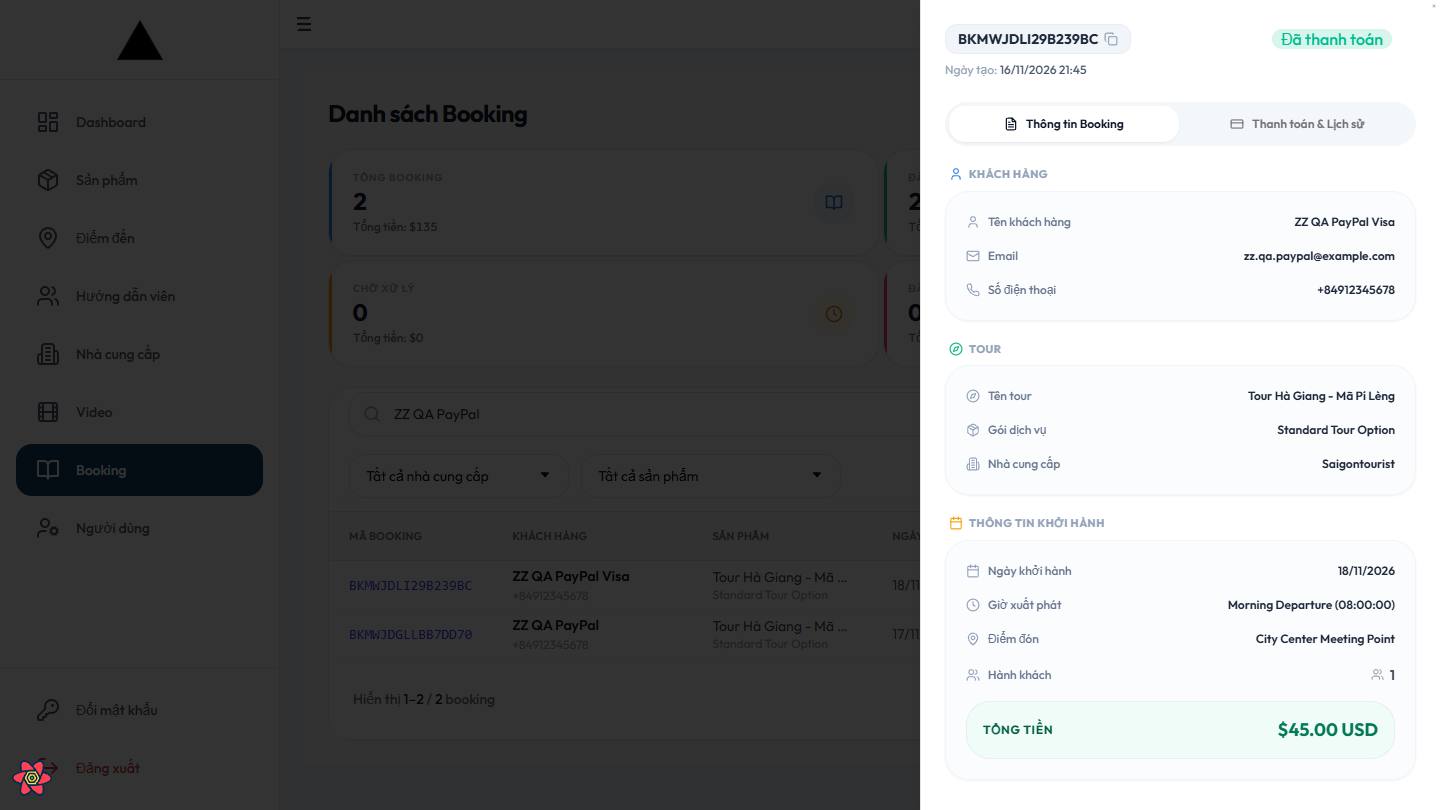 Dashboard
Sản phẩm
Điểm đến
Hướng dẫn viên
Nhà cung cấp
Video
Booking
Người dùng
Đổi mật khẩu
Đăng xuất
Danh sách Booking
TỔNG BOOKING
2
Tổng tiền: $135
CHỜ XỬ LÝ
0
Tổng tiền: $0
ZZ QA PayPal
Tất cả nhà cung cấp
Tất cả sản phẩm
MÃ BOOKING KHÁCH HÀNG SẢN PHẨM
BKMWJDLI29B239BC ZZ QA PayPal Visa Tour Hà Giang - Mã ... 18/11
+84912345678 Standard Tour Option
BKMWJDGLLBB7DD70 ZZ QA PayPal Tour Hà Giang - Mã ... 17/11
+84912345678 Standard Tour Option
Hiển thị 1–2 / 2 booking
BKMWJDLI29B239BC
Đã thanh toán
Ngày tạo: 16/11/2026 21:45
Thông tin Booking
Thanh toán & Lịch sử
KHÁCH HÀNG
Tên khách hàng ZZ QA PayPal Visa
Email zz.qa.paypal@example.com
Số điện thoại +84912345678
TOUR
Tên tour Tour Hà Giang - Mã Pí Lèng
Gói dịch vụ Standard Tour Option
Nhà cung cấp Saigontourist
THÔNG TIN KHỞI HÀNH
Ngày khởi hành 18/11/2026
Giờ xuất phát Morning Departure (08:00:00)
Điểm đón City Center Meeting Point
Hành khách 1
TỔNG TIỀN $45.00 USD